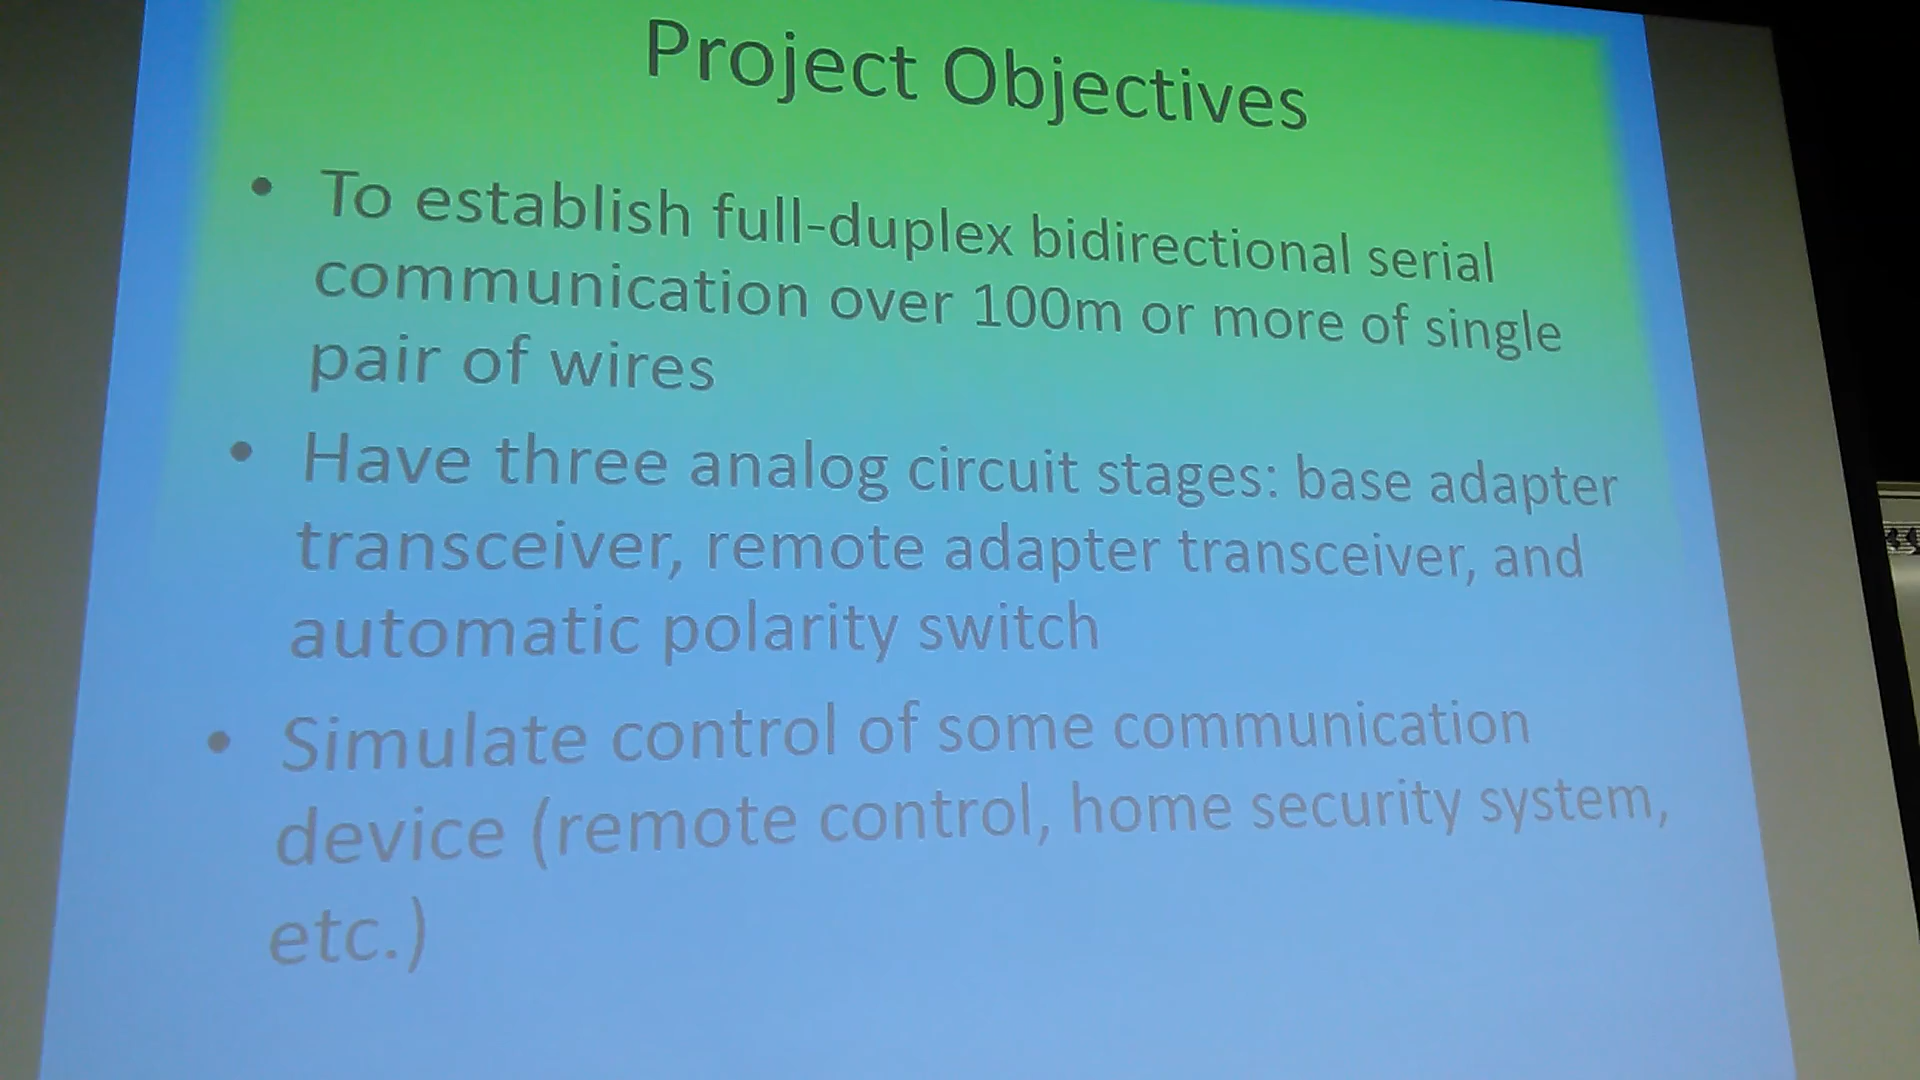 Project Objectives
• To establish full-duplex bidirectional serial
communication over 100m or more of single
pair of wires
• Have three analog circuit stages: base adapter
transceiver, remote adapter transceiver, and
automatic polarity switch
• Simulate control of some communication
device (remote control, home security system,
etc.)